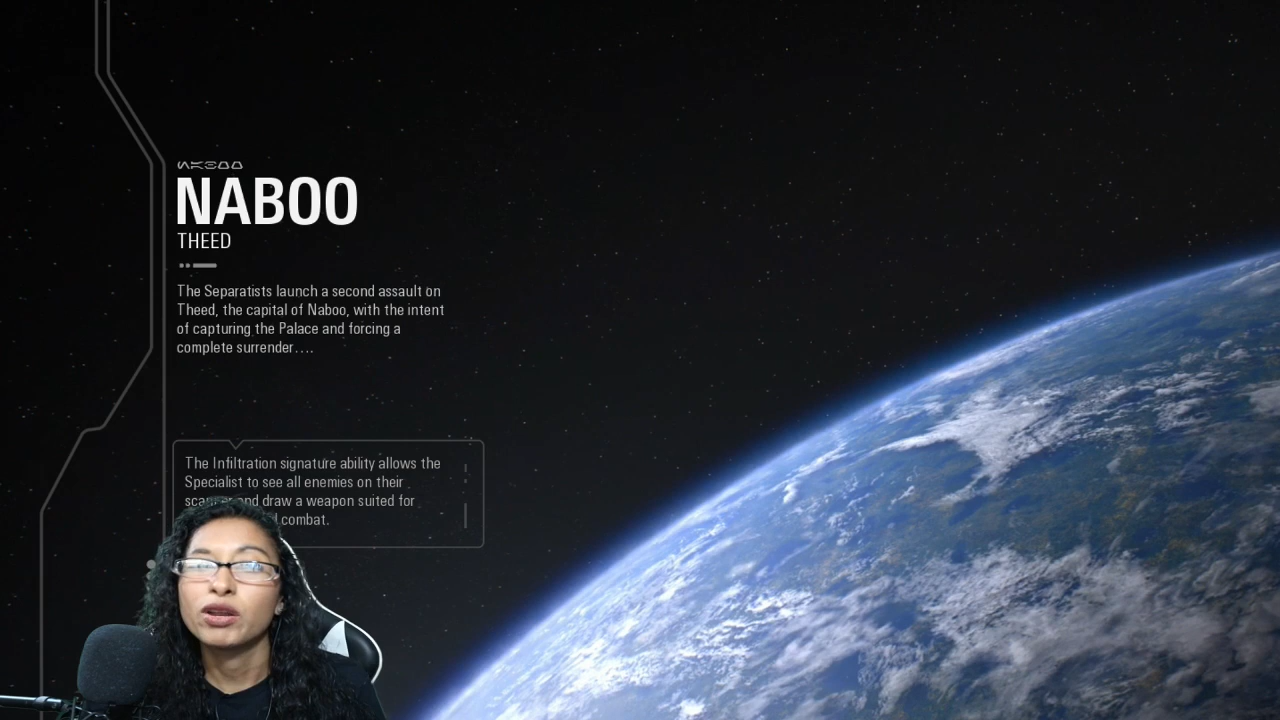 NABOO
THEED
The Separatists launch a second assault on
Theed, the capital of Naboo, with the intent
of capturing the Palace and forcing a
complete surrender....
The Infiltration signature ability allows the
Specialist to see all enemies on their
and draw a weapon suited for
combat.